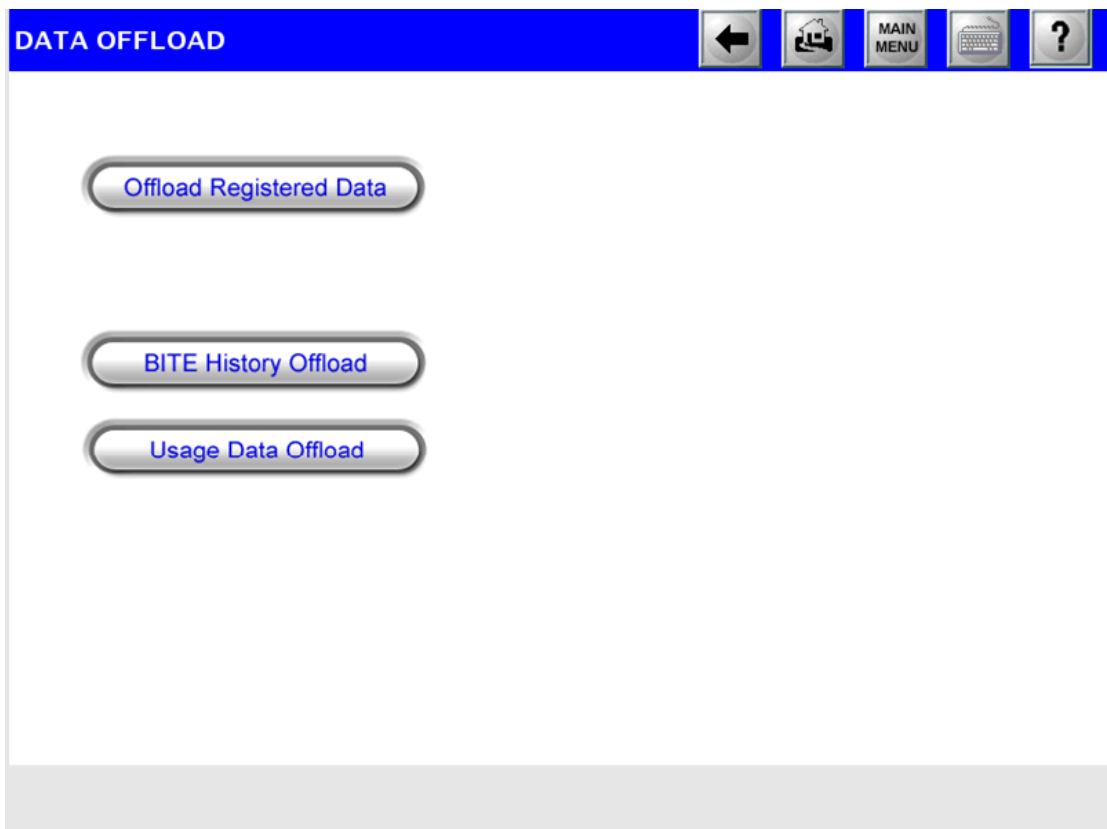 DATA OFFLOAD
MAIN
MENU
?
Offload Registered Data
BITE History Offload
Usage Data Offload